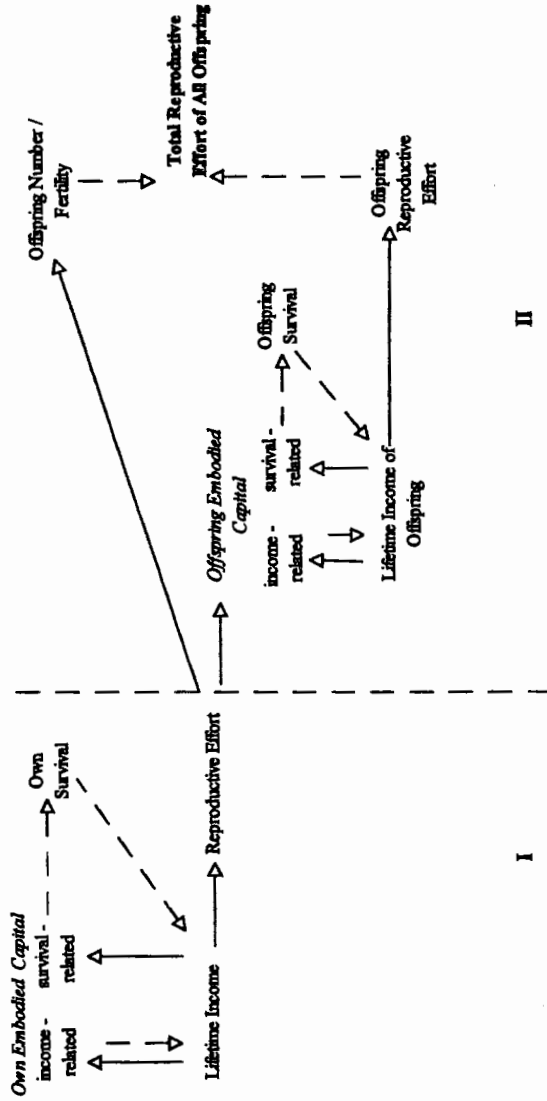 Own Embodied Capital
income -
related
survival -
related
Own
Survival
Lifetime Income
Reproductive Effort
I
Offspring Number /
Fertility
Total Reproductive
Effort of All Offspring
Offspring Embodied
Capital
income -
related
survival -
related
Offspring
Survival
Lifetime Income of
Offspring
Offspring
Reproductive
Effort
II